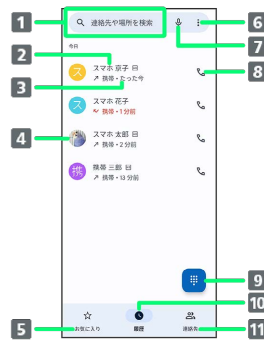 1
連絡先や場所を検索
6
7
今日
2
スマホ 京子
8
3
携帯・たった今
スマホ 花子
携帯・1分前
4
スマホ 太郎
携帯・2分前
携
携帯 三郎
携帯・13分前
9
10
5
お気に入り
履歴
連絡先
11